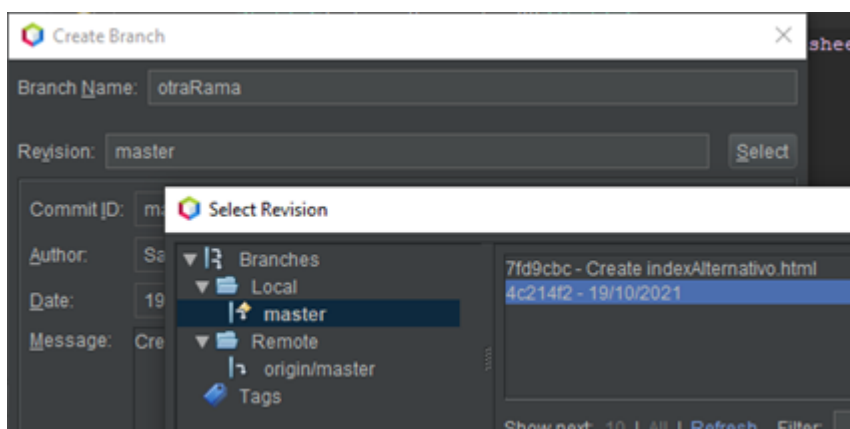 Create Branch
shee
Branch Name: otraRama
Revision: master Select
Commit ID: m
Select Revision
Author: Sa
Branches
7fd9cbc - Create indexAlternativo.html
Local
4c214f2 - 19/10/2021
Date: 19
master
Message: Cre
Remote
origin/master
Tags
Show next: 10 | All | Refresh Filter: